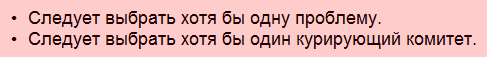 • Следует выбрать хотя бы одну проблему.
• Следует выбрать хотя бы один курирующий комитет.